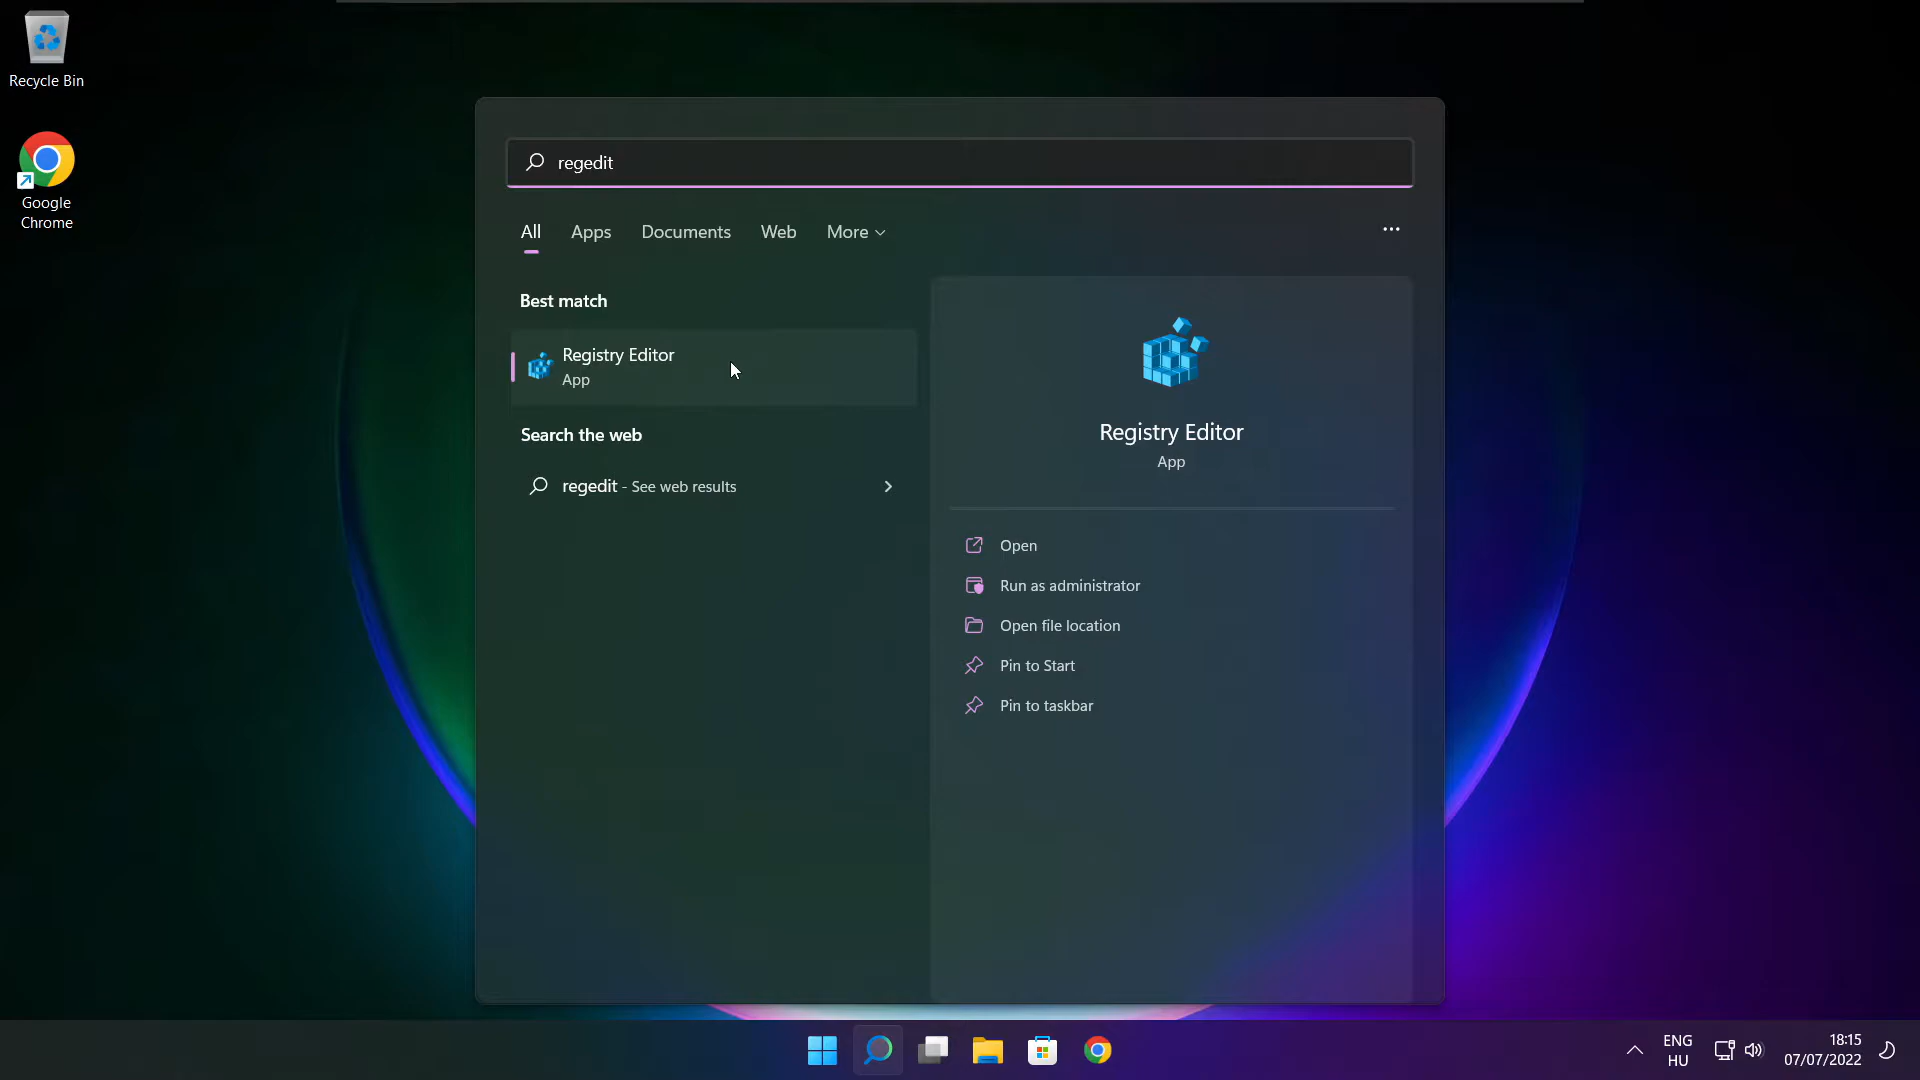 Recycle Bin
Google
Chrome
regedit
All Apps Documents Web More
Best match
Registry Editor
App
Search the web
regedit - See web results
Registry Editor
App
Open
Run as administrator
Open file location
Pin to Start
Pin to taskbar
ENG
HU
18:15
07/07/2022